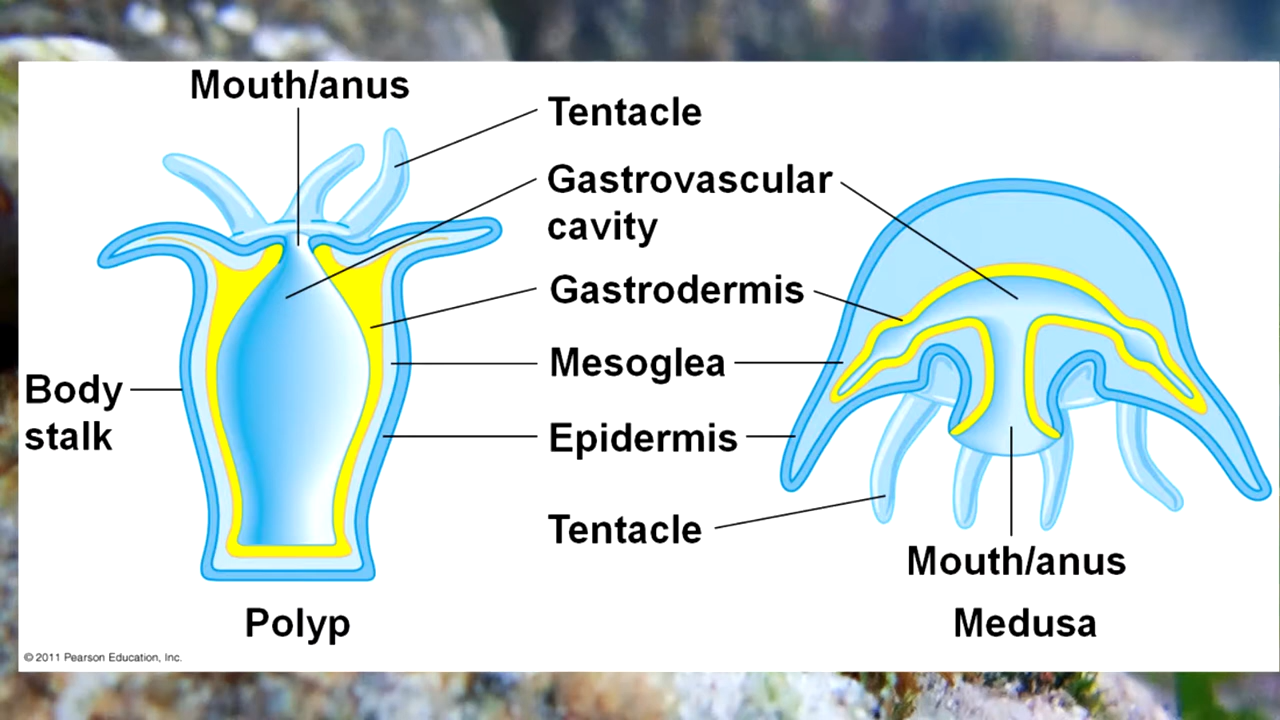 Mouth/anus
Tentacle
Gastrovascular
cavity
Gastrodermis
Mesoglea
Body
stalk
Epidermis
Tentacle
Mouth/anus
Polyp
Medusa
© 2011 Pearson Education, Inc.